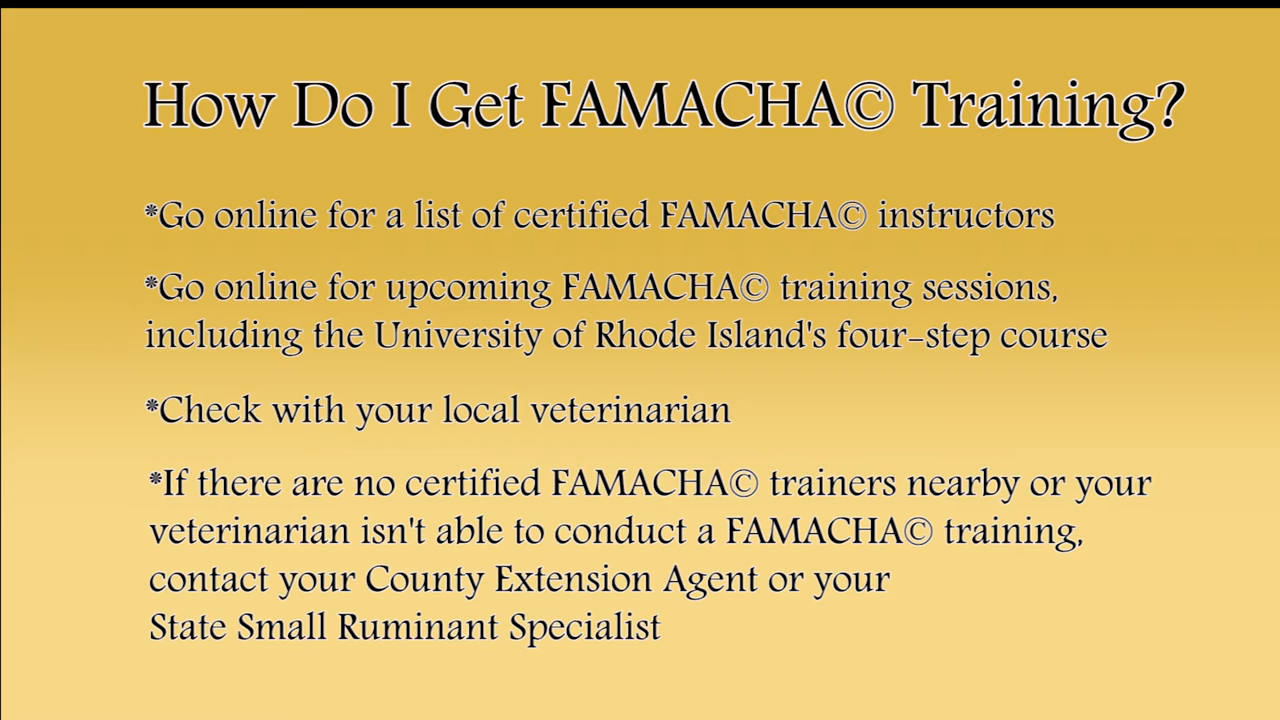 How Do I Get FAMACHA© Training?
*Go online for a list of certified FAMACHA© instructors
*Go online for upcoming FAMACHA© training sessions,
including the University of Rhode Island's four-step course
*Check with your local veterinarian
*If there are no certified FAMACHA© trainers nearby or your
veterinarian isn't able to conduct a FAMACHA© training,
contact your County Extension Agent or your
State Small Ruminant Specialist